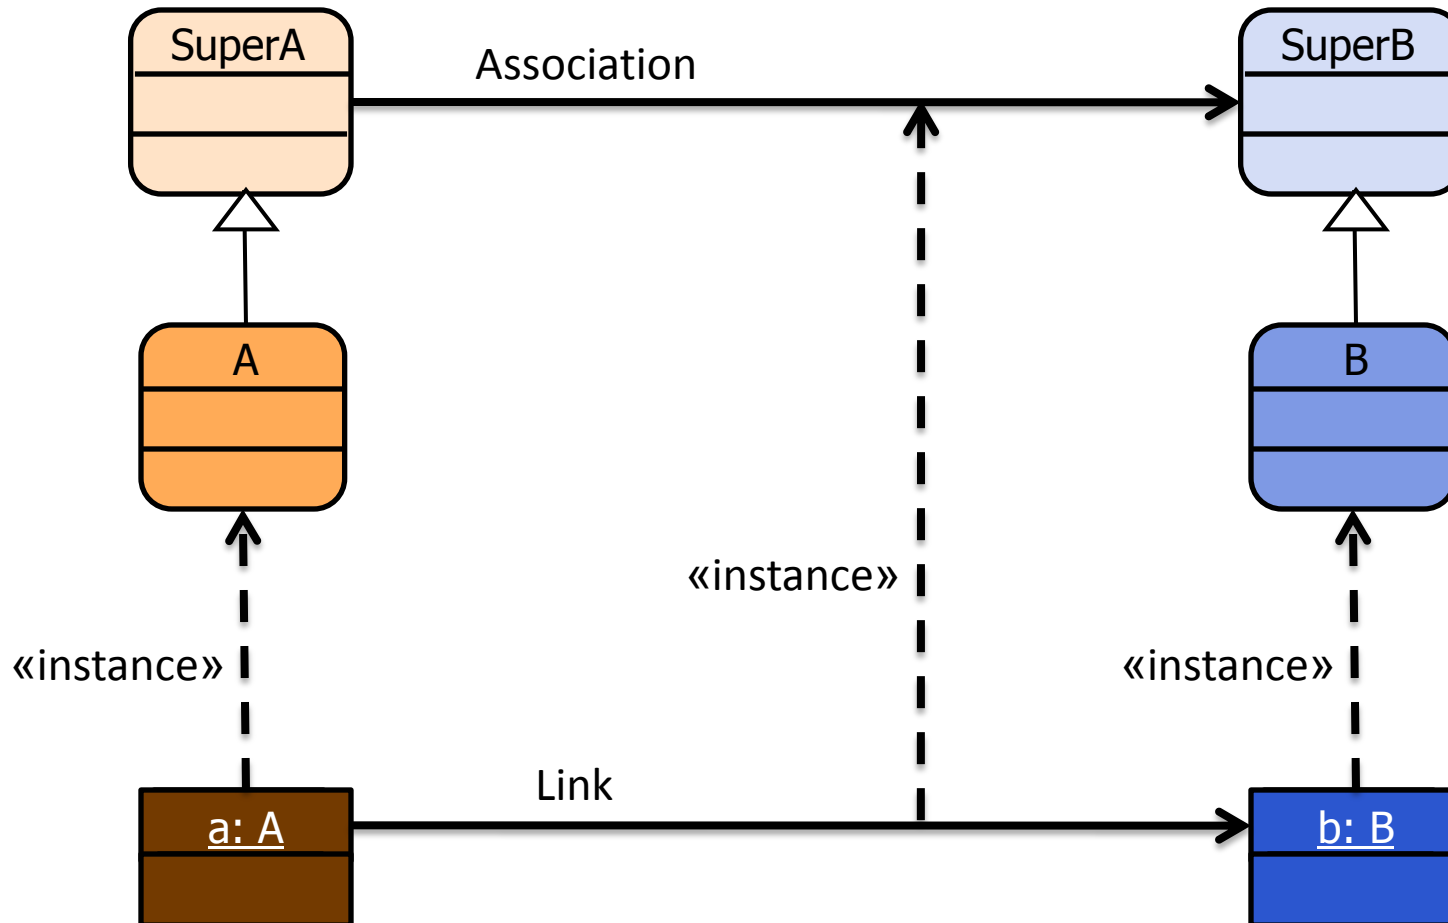 SuperA
Association
SuperB
A
B
«instance»
«instance»
«instance»
Link
a: A
b: B